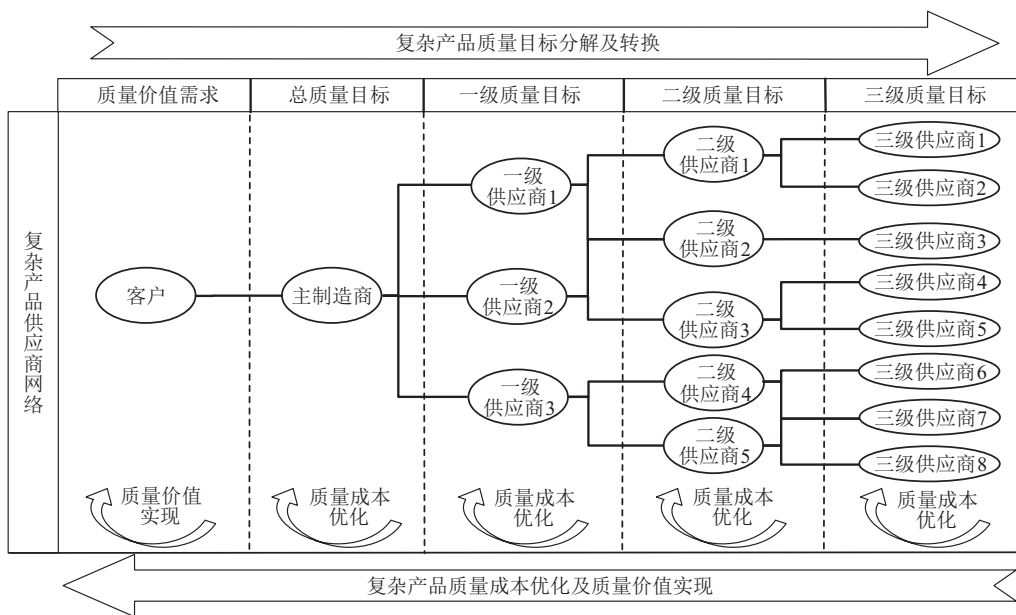 复杂产品质量目标分解及转换
质量价值需求
总质量目标
一级质量目标
二级质量目标
三级质量目标
复杂产品供应商网络
客户
主制造商
一级
供应商1
一级
供应商2
一级
供应商3
二级
供应商1
二级
供应商2
二级
供应商3
二级
供应商4
二级
供应商5
三级供应商1
三级供应商2
三级供应商3
三级供应商4
三级供应商5
三级供应商6
三级供应商7
三级供应商8
质量价值
实现
质量成本
优化
质量成本
优化
质量成本
优化
质量成本
优化
复杂产品质量成本优化及质量价值实现